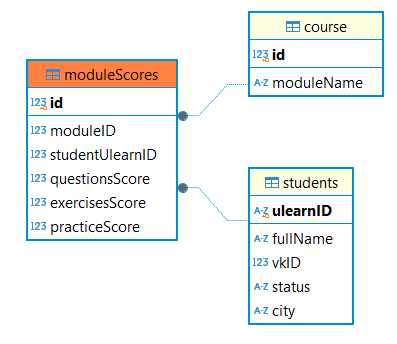 course
123 id
A-Z moduleName
moduleScores
123 id
123 moduleID
123 studentUlearnID
123 questionsScore
123 exercisesScore
123 practiceScore
students
A-Z ulearnID
A-Z fullName
123 vkID
A-Z status
A-Z city